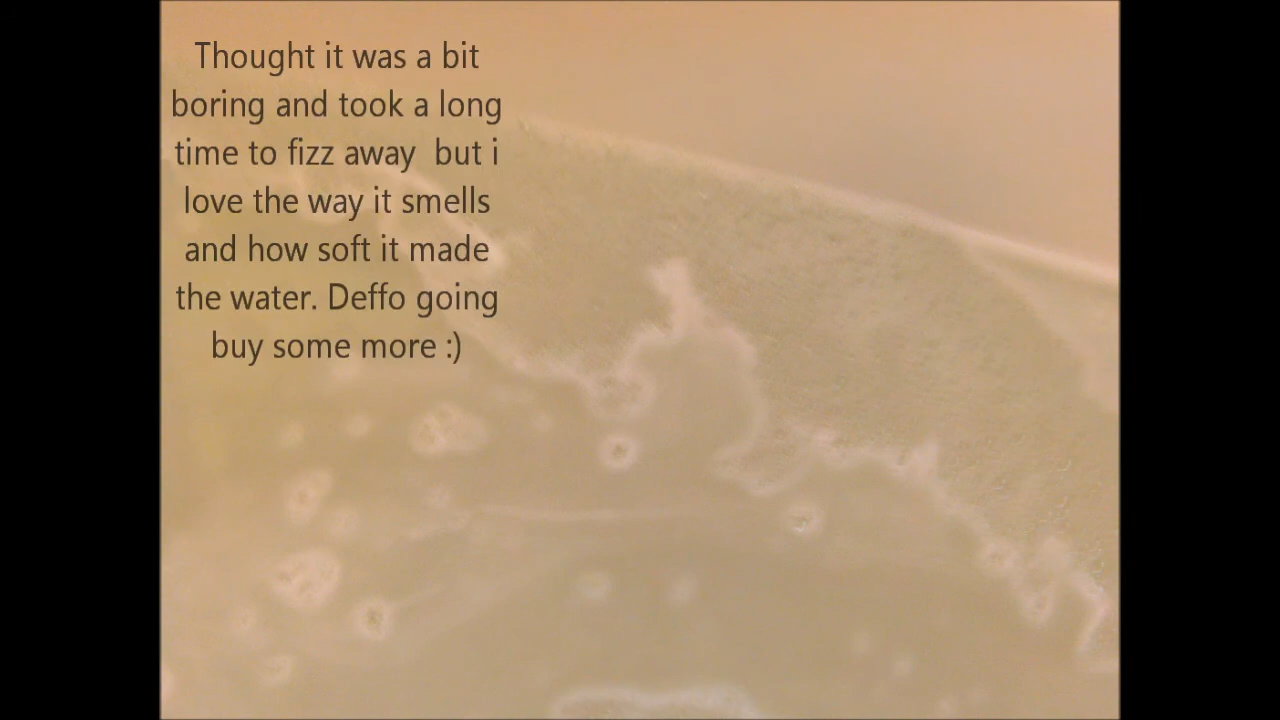 Thought it was a bit
boring and took a long
time to fizz away  but i
love the way it smells
and how soft it made
the water. Deffo going
buy some more :)